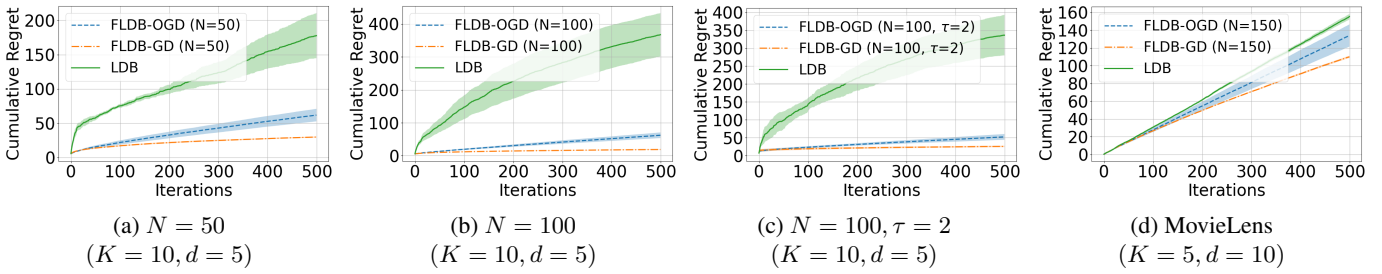 Cumulative Regret
200
150
100
50
0
FLDB-OGD (N=50)
FLDB-GD (N=50)
LDB
0 100 200 300 400 500
Iterations
(a) N = 50
(K = 10, d = 5)
Cumulative Regret
400
300
200
100
0
FLDB-OGD (N=100)
FLDB-GD (N=100)
LDB
0 100 200 300 400 500
Iterations
(b) N = 100
(K = 10, d = 5)
Cumulative Regret
400
350
300
250
200
150
100
50
0
FLDB-OGD (N=100, τ=2)
FLDB-GD (N=100, τ=2)
LDB
0 100 200 300 400 500
Iterations
(c) N = 100, τ = 2
(K = 10, d = 5)
Cumulative Regret
160
140
120
100
80
60
40
20
0
FLDB-OGD (N=150)
FLDB-GD (N=150)
LDB
0 100 200 300 400 500
Iterations
(d) MovieLens
(K = 5, d = 10)